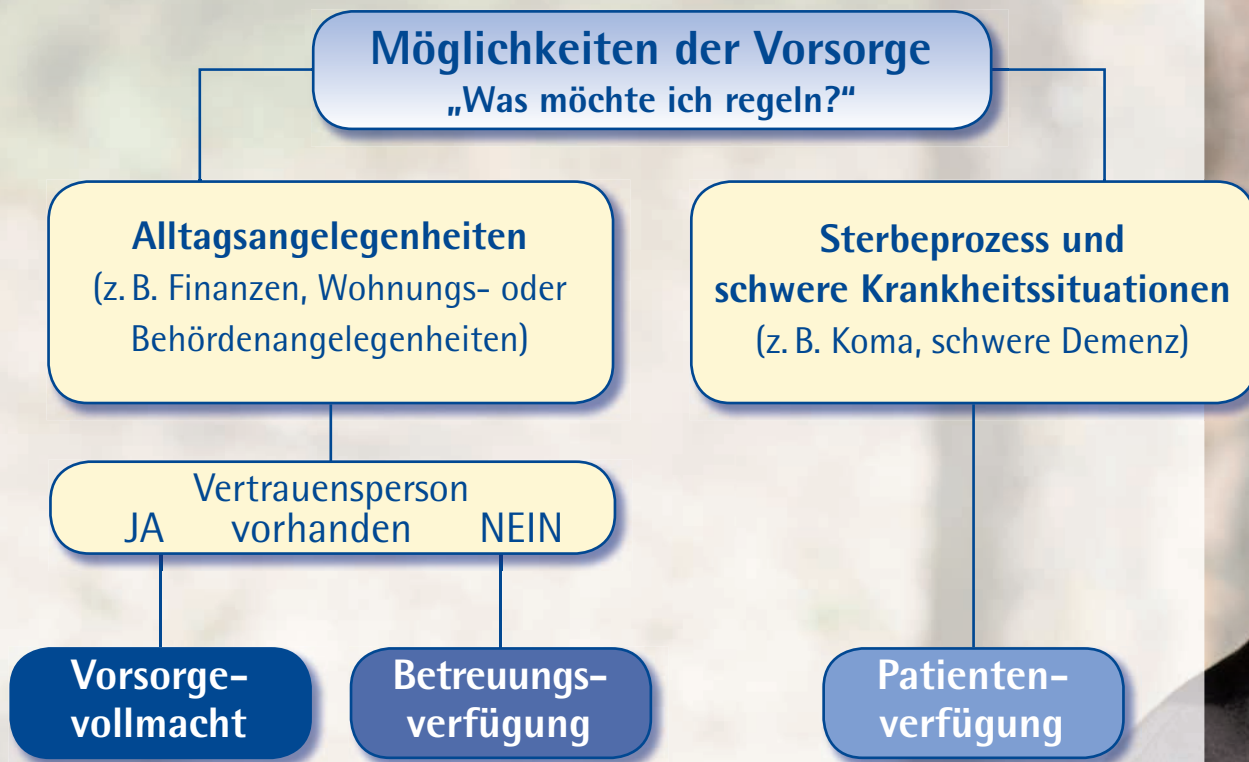 Möglichkeiten der Vorsorge
„Was möchte ich regeln?“
Alltagsangelegenheiten
(z. B. Finanzen, Wohnungs- oder
Behördenangelegenheiten)
Sterbeprozess und
schwere Krankheitssituationen
(z. B. Koma, schwere Demenz)
Vertrauensperson
JA vorhanden NEIN
Vorsorge-
vollmacht
Betreuungs-
verfügung
Patienten-
verfügung